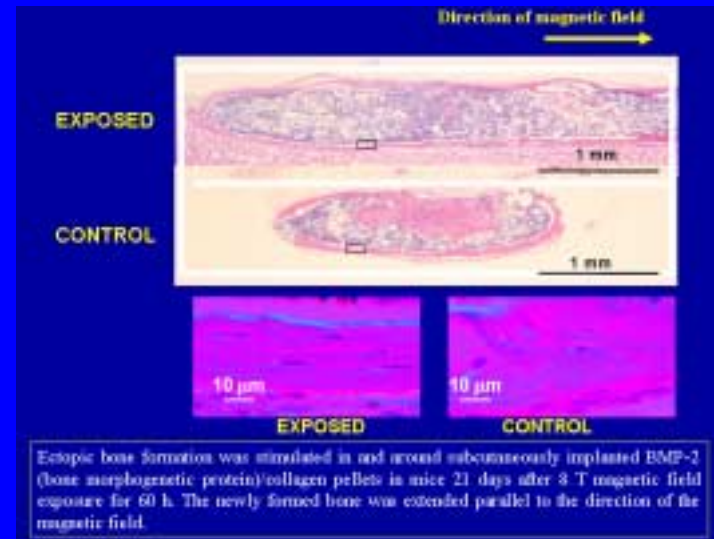 Direction of magnetic field
EXPOSED
1 mm
CONTROL
1 mm
10 μm
10 μm
EXPOSED
CONTROL
Ectopic bone formation was stimulated in and around subcutaneously implanted BMP-2
(bone morphogenetic protein)/collagen pellets in mice 21 days after 8 T magnetic field
exposure for 60 h. The newly formed bone was extended parallel to the direction of the
magnetic field.